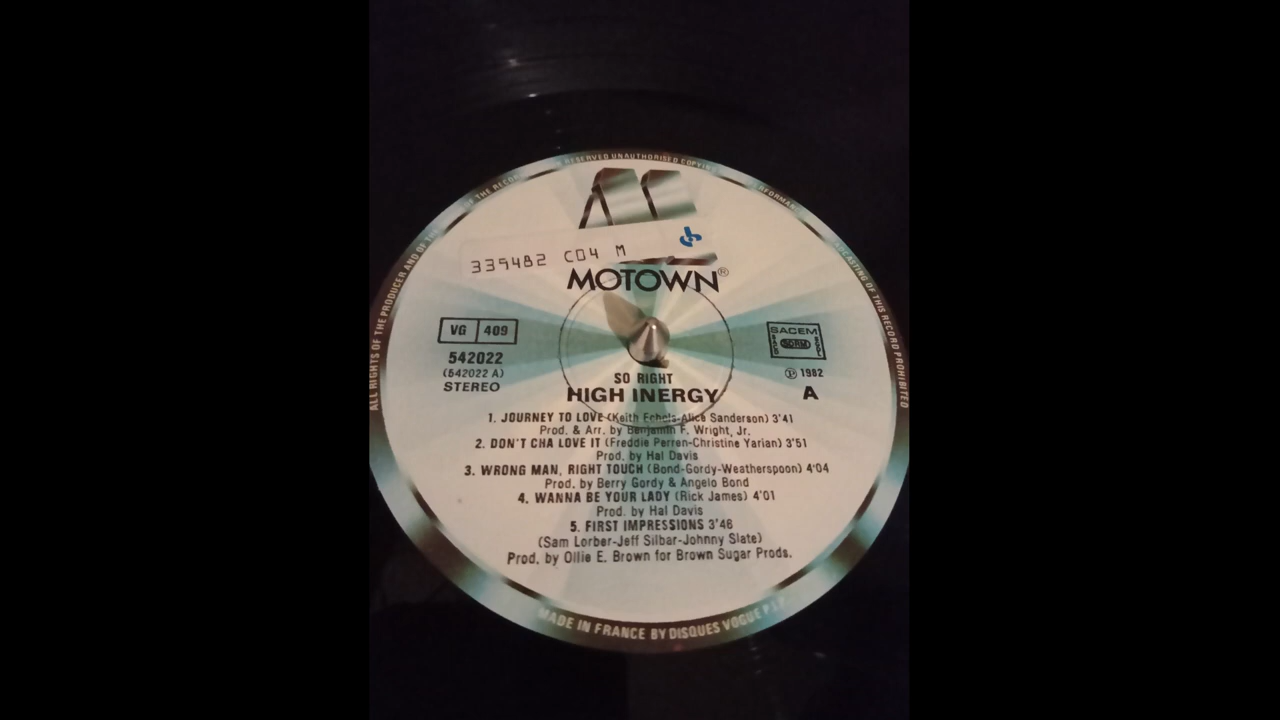 RESERVED UNAUTHORISED COPYING
OF THE RECOR
ALL RIGHTS OF THE PRODUCER AND OF THE
CASTING OF THIS RECORD PROHIBITED
339482 C04 M
MOTOWN®
VG 409
SACEM
SDRM
542022
(542022 A)
STEREO
℗ 1982
A
SO RIGHT
HIGH INERGY
1. JOURNEY TO LOVE (Keith Echols-Alice Sanderson) 3'41
Prod. & Arr. by Benjamin F. Wright, Jr.
2. DON'T CHA LOVE IT (Freddie Perren-Christine Yarian) 3'51
Prod. by Hal Davis
3. WRONG MAN, RIGHT TOUCH (Bond-Gordy-Weatherspoon) 4'04
Prod. by Berry Gordy & Angelo Bond
4. WANNA BE YOUR LADY (Rick James) 4'01
Prod. by Hal Davis
5. FIRST IMPRESSIONS 3'46
(Sam Lorber-Jeff Silbar-Johnny Slate)
Prod. by Ollie E. Brown for Brown Sugar Prods.
MADE IN FRANCE BY DISQUES VOGUE P.I.P.